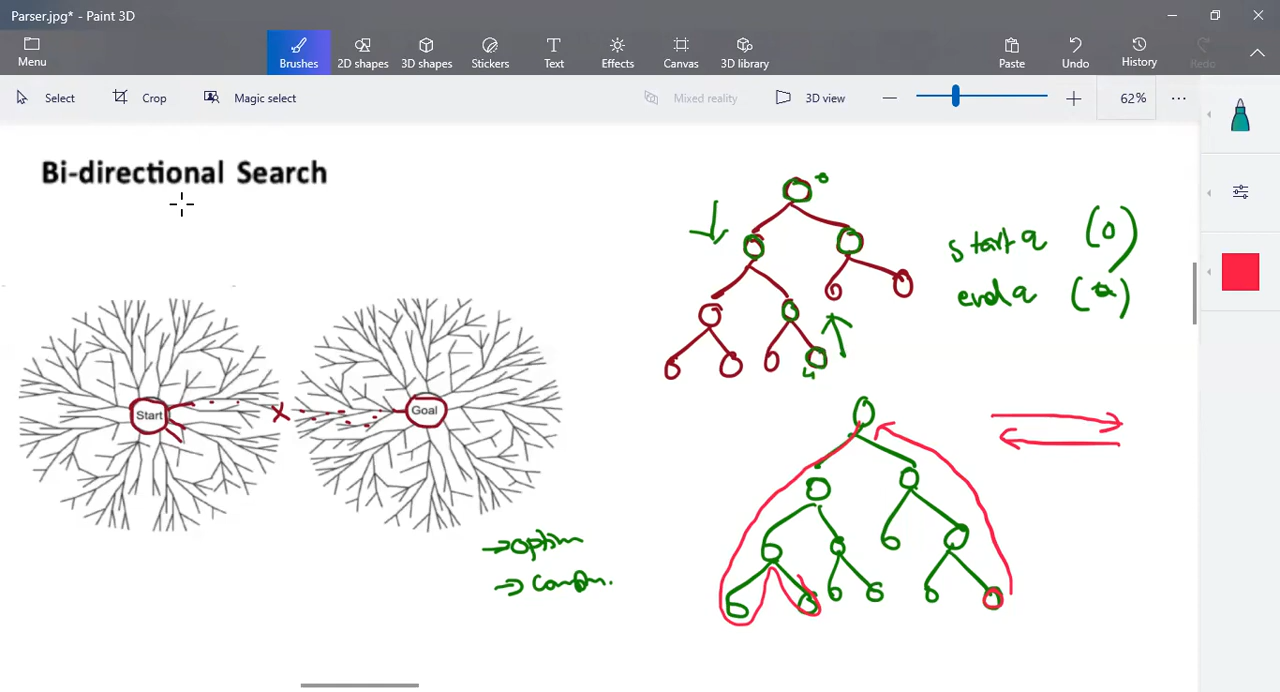 Parser.jpg* - Paint 3D
Menu
Brushes
2D shapes
3D shapes
Stickers
Text
Effects
Canvas
3D library
Paste
Undo
History
Redo
Select
Crop
Magic select
Mixed reality
3D view
62%
Bi-directional Search
start q (0)
end q
Start
Goal
→ optim